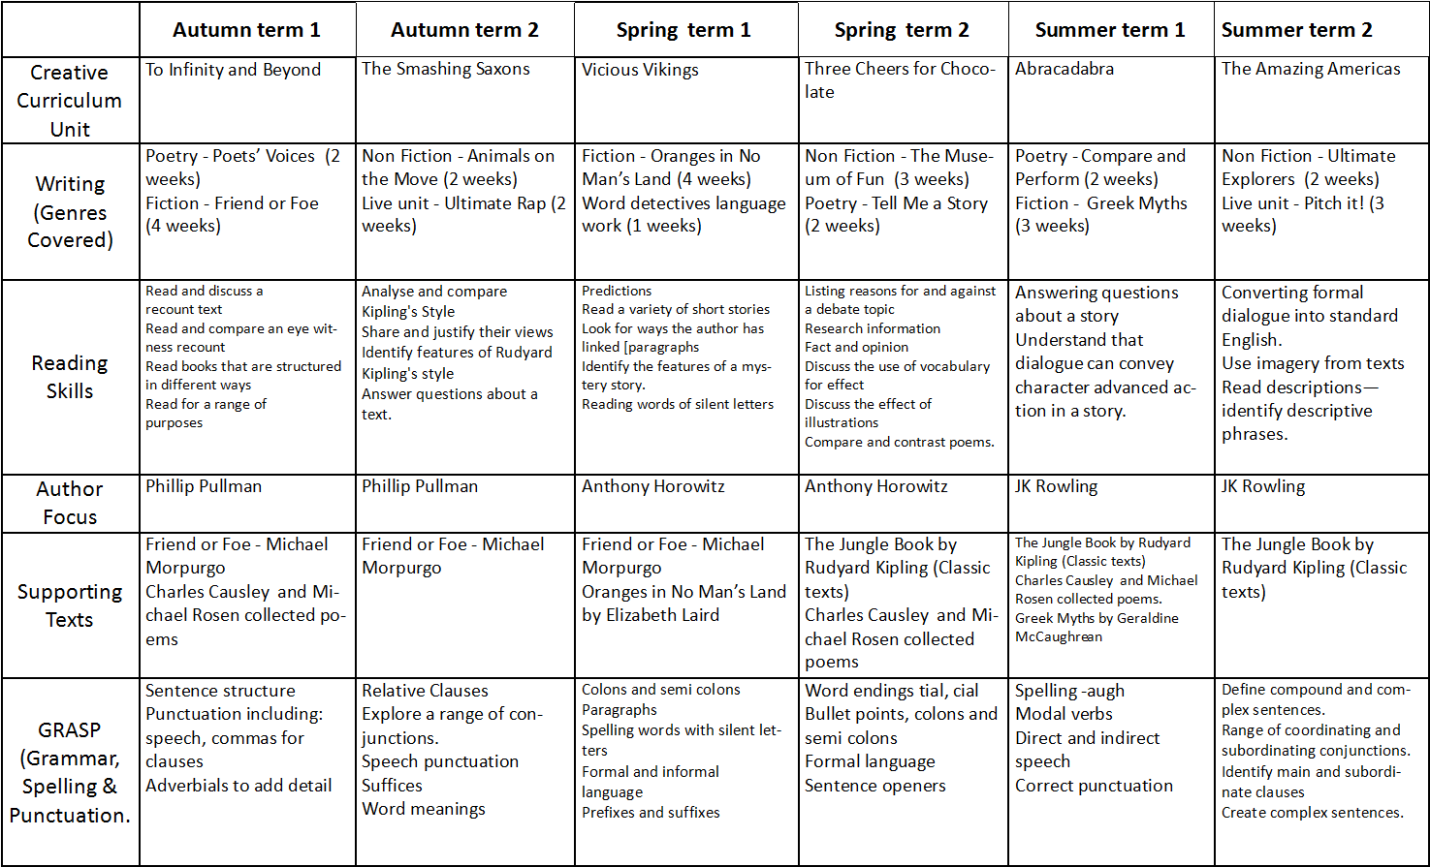 Autumn term 1
Autumn term 2
Spring  term 1
Spring  term 2
Summer term 1
Summer term 2
Creative
Curriculum
Unit
To Infinity and Beyond
The Smashing Saxons
Vicious Vikings
Three Cheers for Choco-
late
Abracadabra
The Amazing Americas
Writing
(Genres
Covered)
Poetry - Poets’ Voices  (2
weeks)
Fiction - Friend or Foe
(4 weeks)
Non Fiction - Animals on
the Move (2 weeks)
Live unit - Ultimate Rap (2
weeks)
Fiction - Oranges in No
Man’s Land (4 weeks)
Word detectives language
work (1 weeks)
Non Fiction - The Muse-
um of Fun  (3 weeks)
Poetry - Tell Me a Story
(2 weeks)
Poetry - Compare and
Perform (2 weeks)
Fiction -  Greek Myths
(3 weeks)
Non Fiction - Ultimate
Explorers  (2 weeks)
Live unit - Pitch it! (3
weeks)
Reading
Skills
Read and discuss a
recount text
Read and compare an eye wit-
ness recount
Read books that are structured
in different ways
Read for a range of
purposes
Analyse and compare
Kipling's Style
Share and justify their views
Identify features of Rudyard
Kipling's style
Answer questions about a
text.
Predictions
Read a variety of short stories
Look for ways the author has
linked [paragraphs
Identify the features of a mys-
tery story.
Reading words of silent letters
Listing reasons for and against
a debate topic
Research information
Fact and opinion
Discuss the use of vocabulary
for effect
Discuss the effect of
illustrations
Compare and contrast poems.
Answering questions
about a story
Understand that
dialogue can convey
character advanced ac-
tion in a story.
Converting formal
dialogue into standard
English.
Use imagery from texts
Read descriptions—
identify descriptive
phrases.
Author
Focus
Phillip Pullman
Phillip Pullman
Anthony Horowitz
Anthony Horowitz
JK Rowling
JK Rowling
Supporting
Texts
Friend or Foe - Michael
Morpurgo
Charles Causley  and Mi-
chael Rosen collected po-
ems
Friend or Foe - Michael
Morpurgo
Friend or Foe - Michael
Morpurgo
Oranges in No Man’s Land
by Elizabeth Laird
The Jungle Book by
Rudyard Kipling (Classic
texts)
Charles Causley  and Mi-
chael Rosen collected
poems
The Jungle Book by Rudyard
Kipling (Classic texts)
Charles Causley  and Michael
Rosen collected poems.
Greek Myths by Geraldine
McCaughrean
The Jungle Book by
Rudyard Kipling (Classic
texts)
GRASP
(Grammar,
Spelling &
Punctuation.
Sentence structure
Punctuation including:
speech, commas for
clauses
Adverbials to add detail
Relative Clauses
Explore a range of con-
junctions.
Speech punctuation
Suffices
Word meanings
Colons and semi colons
Paragraphs
Spelling words with silent let-
ters
Formal and informal
language
Prefixes and suffixes
Word endings tial, cial
Bullet points, colons and
semi colons
Formal language
Sentence openers
Spelling -augh
Modal verbs
Direct and indirect
speech
Correct punctuation
Define compound and com-
plex sentences.
Range of coordinating and
subordinating conjunctions.
Identify main and subordi-
nate clauses
Create complex sentences.